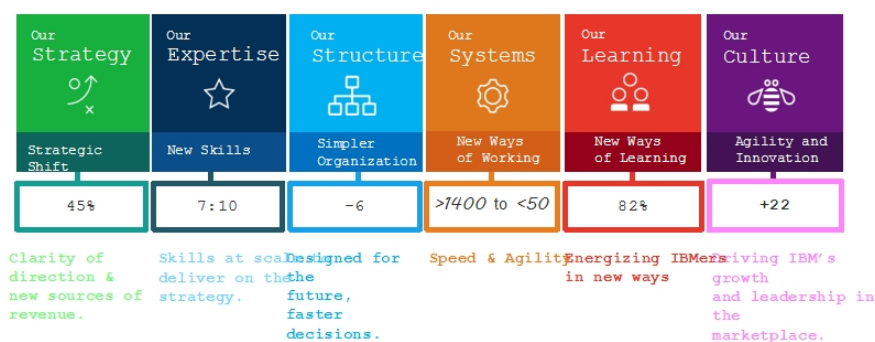 Our
Strategy
Strategic
Shift
45%
Clarity of
direction &
new sources of
revenue.
Our
Expertise
New Skills
7:10
Skills at scale to
deliver on the
strategy.
Our
Structure
Simpler
Organization
-6
Designed for
the
future,
faster
decisions.
Our
Systems
New Ways
of Working
>1400 to <50
Speed & Agility
Our
Learning
New Ways
of Learning
82%
Energizing IBMers
in new ways
Our
Culture
Agility and
Innovation
+22
Driving IBM's
growth
and leadership in
the
marketplace.